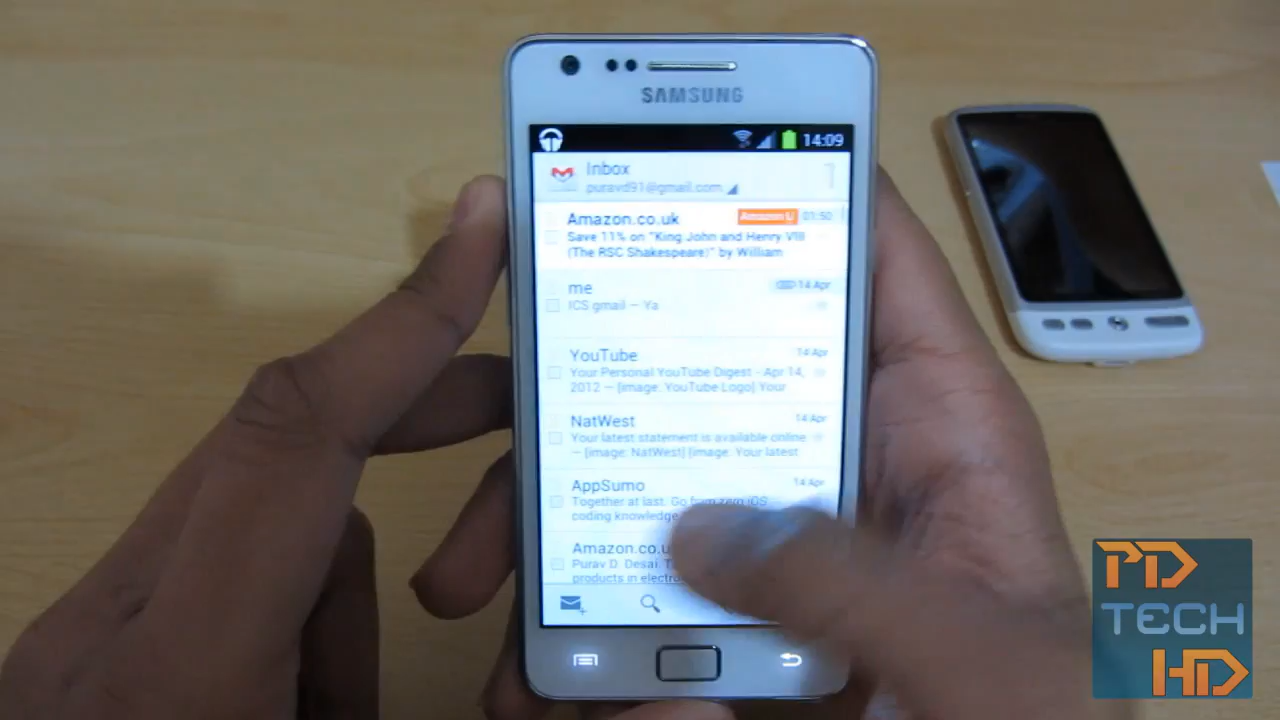 SAMSUNG
14:09
Inbox
1
puravd91@gmail.com
Amazon.co.uk
Amazon U
01:50
Save 11% on "King John and Henry VIII
(The RSC Shakespeare)" by William
me
14 Apr
ICS gmail – Ya
YouTube
14 Apr
Your Personal YouTube Digest - Apr 14,
2012 – [image: YouTube Logo] Your
NatWest
14 Apr
Your latest statement is available online
– [image: NatWest] [image: Your latest
AppSumo
14 Apr
Together at last. Go from zero iOS
coding knowledge
Amazon.co.u
Purav D. Desai. T
products in electro
PD
TECH
HD